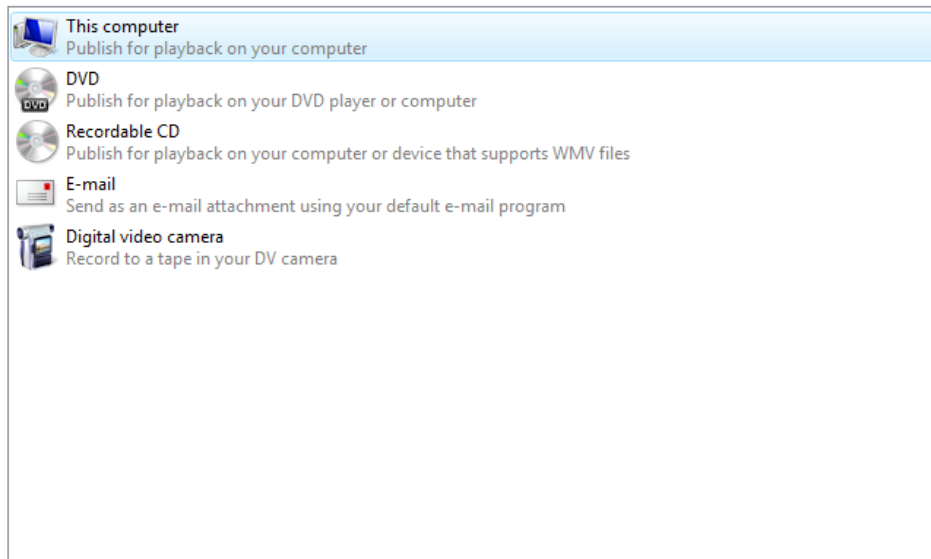 This computer
Publish for playback on your computer
DVD
Publish for playback on your DVD player or computer
DVD
Recordable CD
Publish for playback on your computer or device that supports WMV files
E-mail
Send as an e-mail attachment using your default e-mail program
Digital video camera
Record to a tape in your DV camera